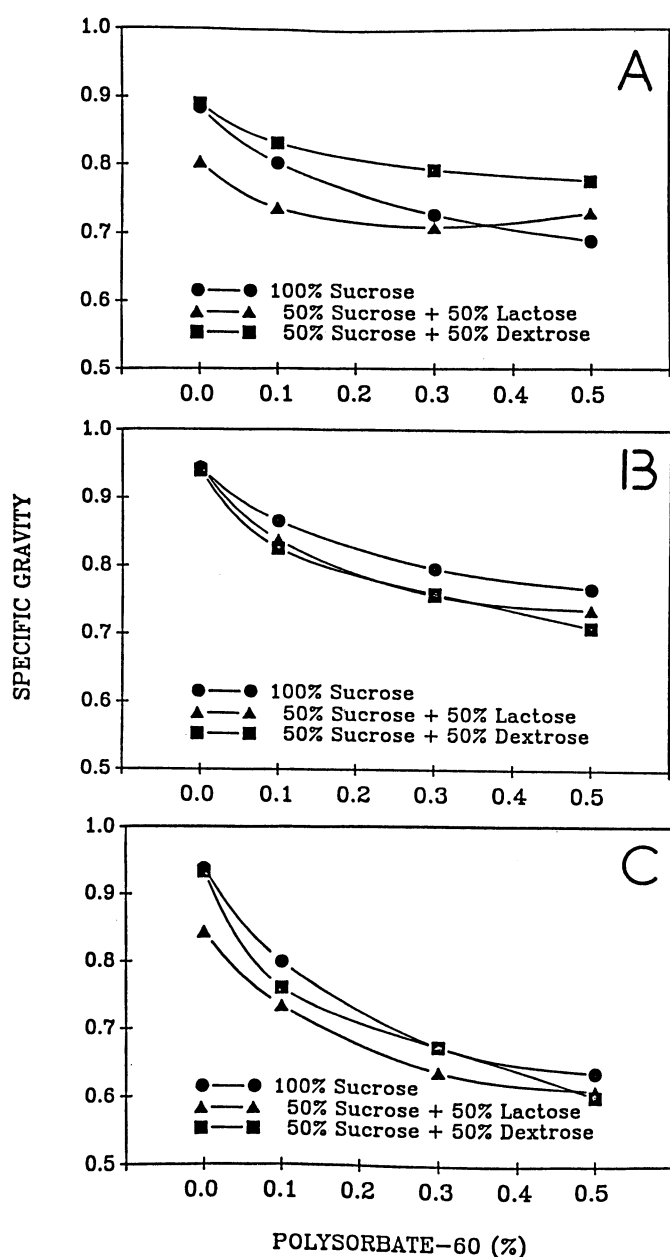 A
1.0
0.9
0.8
0.7
0.6
0.5
100% Sucrose
50% Sucrose + 50% Lactose
50% Sucrose + 50% Dextrose
0.0 0.1 0.2 0.3 0.4 0.5
B
1.0
0.9
0.8
0.7
0.6
0.5
100% Sucrose
50% Sucrose + 50% Lactose
50% Sucrose + 50% Dextrose
0.0 0.1 0.2 0.3 0.4 0.5
SPECIFIC GRAVITY
C
1.0
0.9
0.8
0.7
0.6
0.5
100% Sucrose
50% Sucrose + 50% Lactose
50% Sucrose + 50% Dextrose
0.0 0.1 0.2 0.3 0.4 0.5
POLYSORBATE-60 (%)